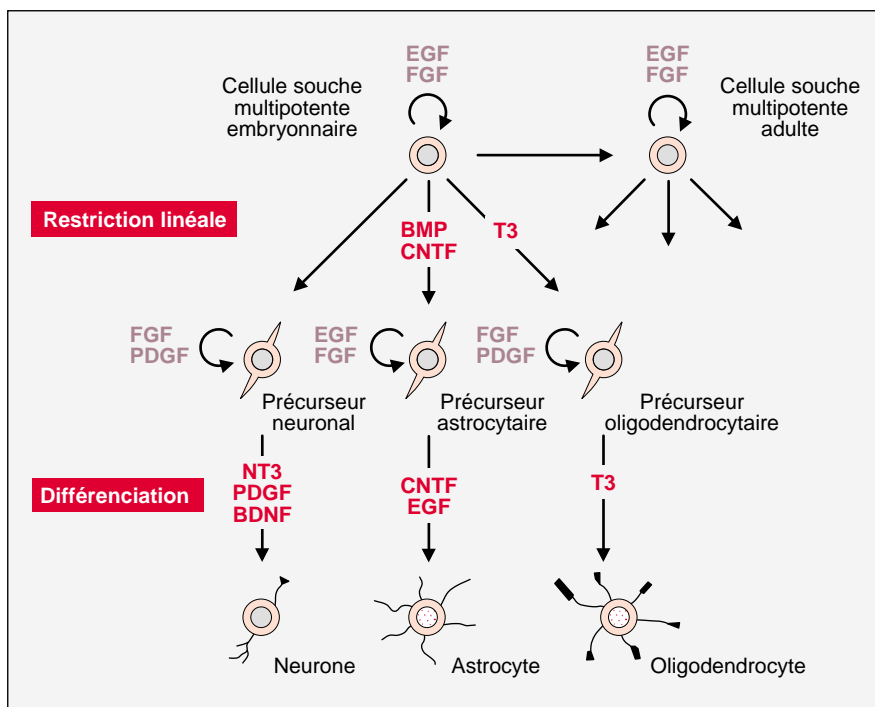 EGF
FGF
Cellule souche
multipotente
embryonnaire
EGF
FGF
Cellule souche
multipotente
adulte
Restriction linéale
BMP
CNTF
T3
FGF
PDGF
EGF
FGF
FGF
PDGF
Précurseur
neuronal
Précurseur
astrocytaire
Précurseur
oligodendrocytaire
Différenciation
NT3
PDGF
BDNF
CNTF
EGF
T3
Neurone
Astrocyte
Oligodendrocyte